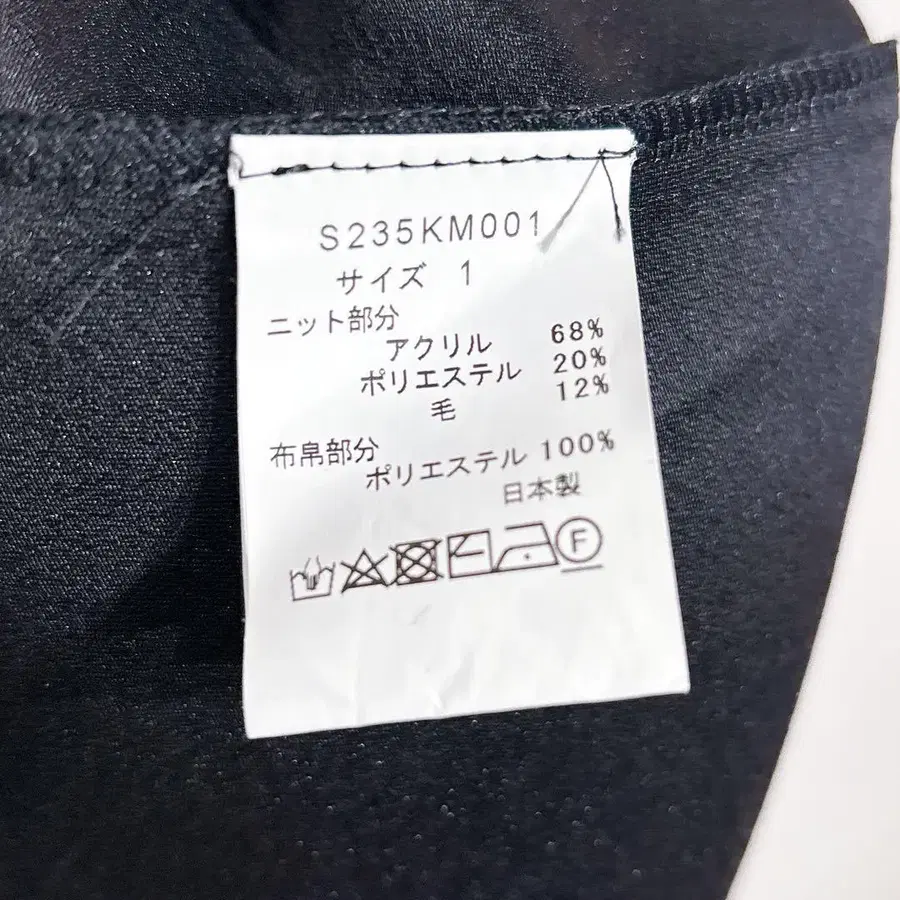 S235KM001
サイズ 1
ニット部分
アクリル 68%
ポリエステル 20%
毛 12%
布帛部分
ポリエステル 100%
日本製
F